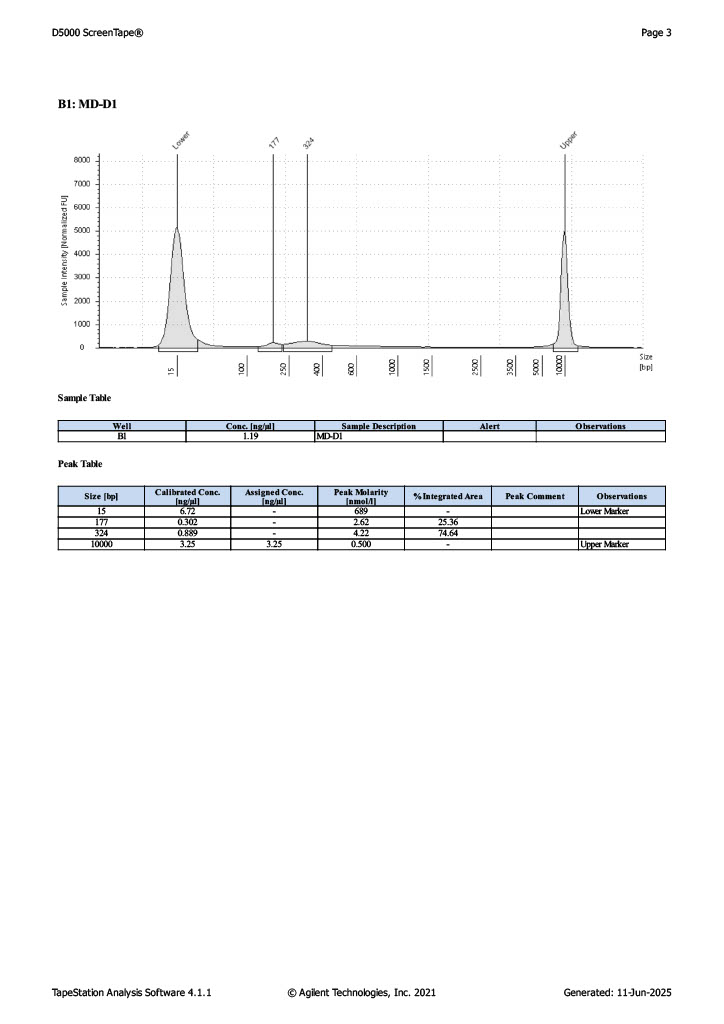 D5000 ScreenTape® Page 3
B1: MD-D1
Lower 177 324 Upper
Sample Intensity [Normalized FU]
8000
7000
6000
5000
4000
3000
2000
1000
0
15 100 250 400 600 1000 1500 2500 3500 5000 10000
Size
[bp]
Sample Table
Well Conc. [ng/µl] Sample Description Alert Observations
B1 1.19 MD-D1
Peak Table
Size [bp] Calibrated Conc. [ng/µl] Assigned Conc. [ng/µl] Peak Molarity [nmol/l] % Integrated Area Peak Comment Observations
15 6.72 - 689 - Lower Marker
177 0.302 - 2.62 25.36
324 0.889 - 4.22 74.64
10000 3.25 3.25 0.500 - Upper Marker
TapeStation Analysis Software 4.1.1 © Agilent Technologies, Inc. 2021 Generated: 11-Jun-2025